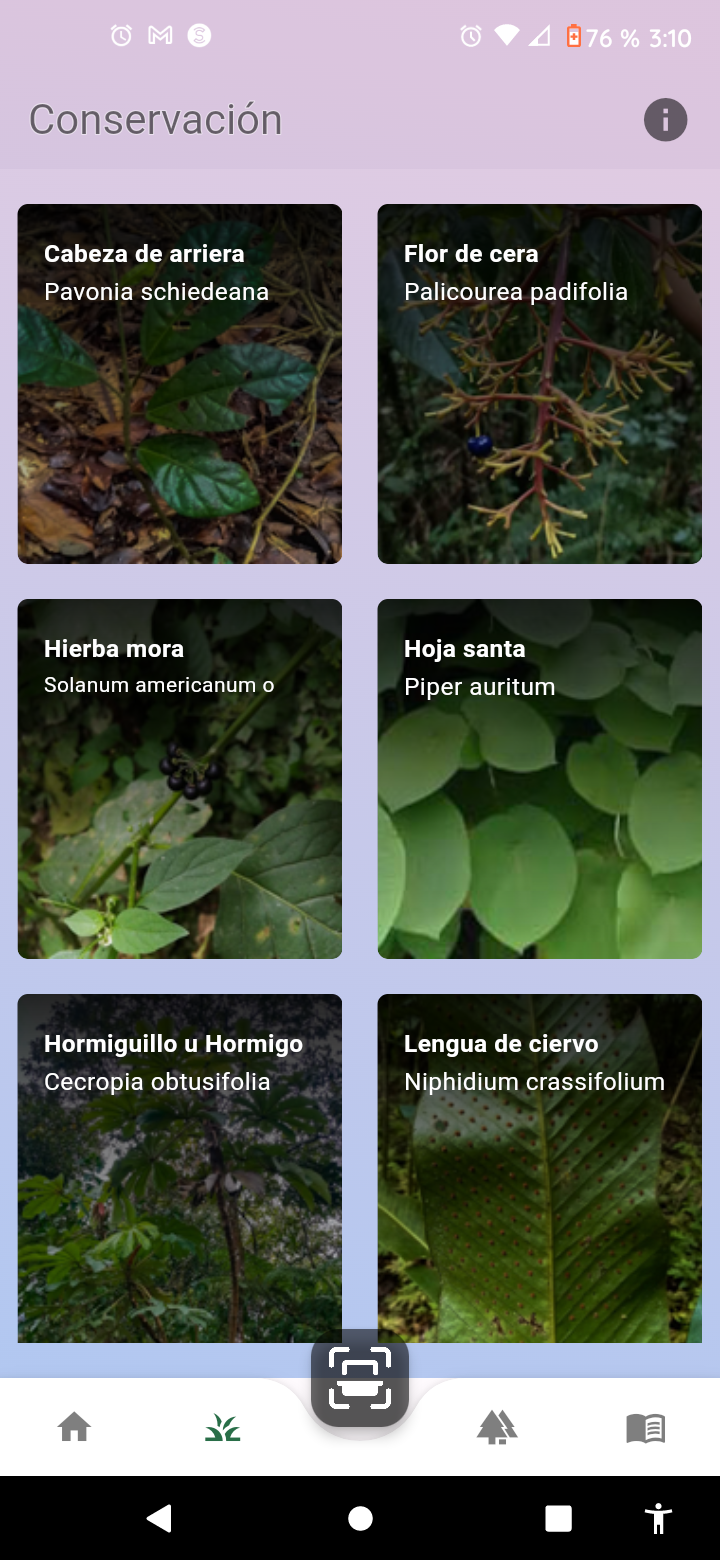 76 % 3:10
Conservación
Cabeza de arriera
Pavonia schiedeana
Flor de cera
Palicourea padifolia
Hierba mora
Solanum americanum o
Hoja santa
Piper auritum
Hormiguillo u Hormigo
Cecropia obtusifolia
Lengua de ciervo
Niphidium crassifolium